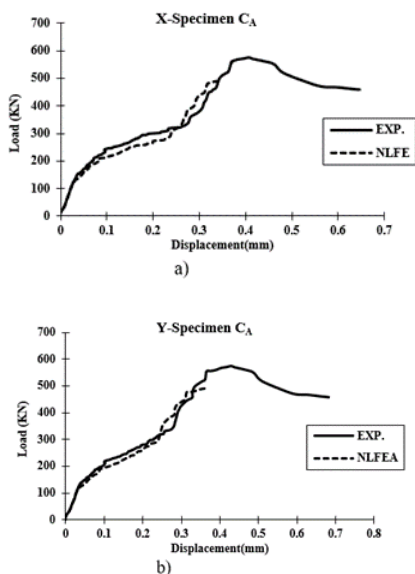 X-Specimen CA
700
600
500
400
300
200
100
0
Load (KN)
EXP.
NLFE
0 0.1 0.2 0.3 0.4 0.5 0.6 0.7
Displacement(mm)
a)
Y-Specimen CA
700
600
500
400
300
200
100
0
Load (KN)
EXP.
NLFEA
0 0.1 0.2 0.3 0.4 0.5 0.6 0.7 0.8
Displacement(mm)
b)